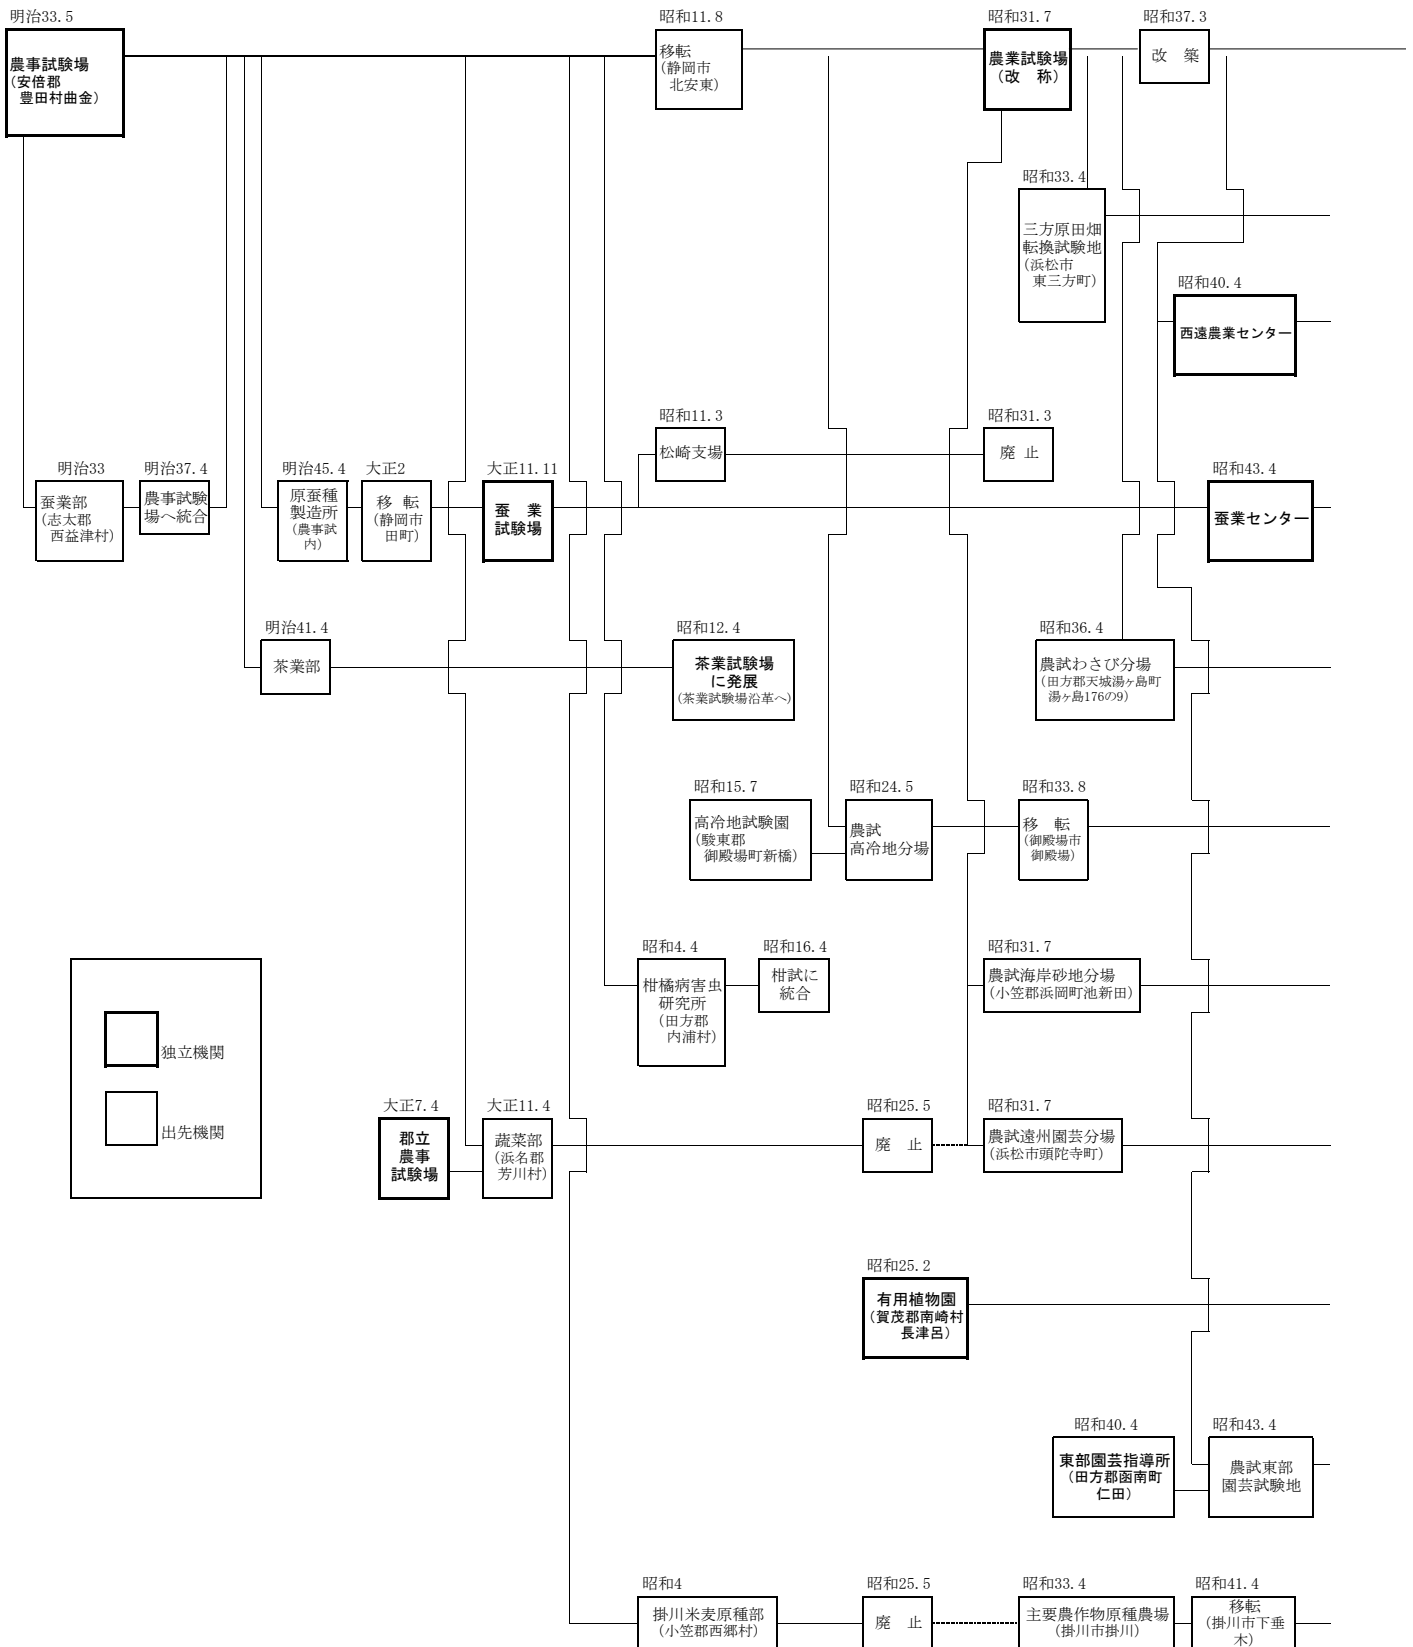 明治33.5
農事試験場
(安倍郡
豊田村曲金)
昭和11.8
移転
(静岡市
北安東)
昭和31.7
農業試験場
(改 称)
昭和37.3
改 築
昭和33.4
三方原田畑
転換試験地
(浜松市
東三方町)
昭和40.4
西遠農業センター
昭和11.3
松崎支場
昭和31.3
廃 止
明治33
蚕業部
(志太郡
西益津村)
明治37.4
農事試験
場へ統合
明治45.4
原蚕種
製造所
(農事試
内)
大正2
移 転
(静岡市
田町)
大正11.11
蚕 業
試験場
昭和43.4
蚕業センター
明治41.4
茶業部
昭和12.4
茶業試験場
に発展
(茶業試験場沿革へ)
昭和36.4
農試わさび分場
(田方郡天城湯ヶ島町
湯ヶ島176の9)
昭和15.7
高冷地試験園
(駿東郡
御殿場町新橋)
昭和24.5
農試
高冷地分場
昭和33.8
移 転
(御殿場市
御殿場)
昭和4.4
柑橘病害虫
研究所
(田方郡
内浦村)
昭和16.4
柑試に
統合
昭和31.7
農試海岸砂地分場
(小笠郡浜岡町池新田)
独立機関
出先機関
大正7.4
郡立
農事
試験場
大正11.4
蔬菜部
(浜名郡
芳川村)
昭和25.5
廃 止
昭和31.7
農試遠州園芸分場
(浜松市頭陀寺町)
昭和25.2
有用植物園
(賀茂郡南崎村
長津呂)
昭和40.4
東部園芸指導所
(田方郡函南町
仁田)
昭和43.4
農試東部
園芸試験地
昭和4
掛川米麦原種部
(小笠郡西郷村)
昭和25.5
廃 止
昭和33.4
主要農作物原種農場
(掛川市掛川)
昭和41.4
移転
(掛川市下垂
木)